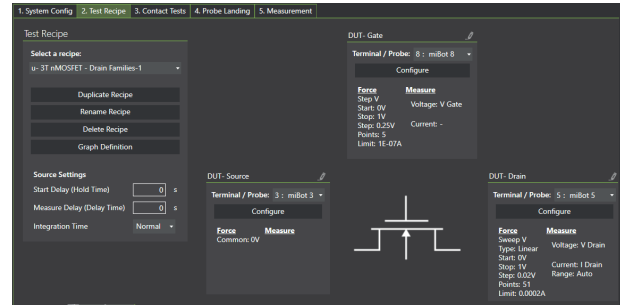 1. System Config 2. Test Recipe 3. Contact Tests 4. Probe Landing 5. Measurement
Test Recipe
Select a recipe:
u- 3T nMOSFET - Drain Families-1
Duplicate Recipe
Rename Recipe
Delete Recipe
Graph Definition
Source Settings
Start Delay (Hold Time) 0 s
Measure Delay (Delay Time) 0 s
Integration Time Normal
DUT- Gate
Terminal / Probe: 8 : miBot 8
Configure
Force Measure
Step V
Start: 0V Voltage: V Gate
Stop: 1V
Step: 0.25V Current: -
Points: 5
Limit: 1E-07A
DUT- Source
Terminal / Probe: 3 : miBot 3
Configure
Force Measure
Common: 0V
DUT- Drain
Terminal / Probe: 5 : miBot 5
Configure
Force Measure
Sweep V
Type: Linear Voltage: V Drain
Start: 0V
Stop: 1V Current: I Drain
Step: 0.02V Range: Auto
Points: 51
Limit: 0.0002A